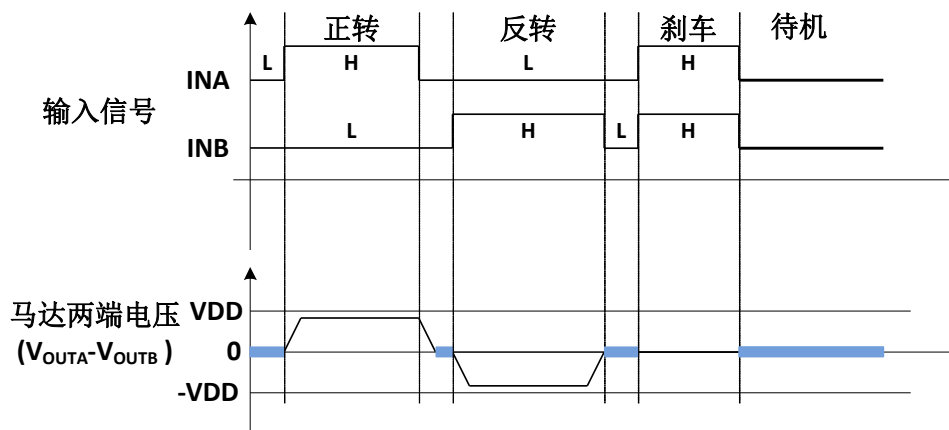 正转 反转 刹车 待机
L H L H
INA
输入信号
L H L H
INB
马达两端电压 VDD
(VOUTA-VOUTB ) 0
-VDD